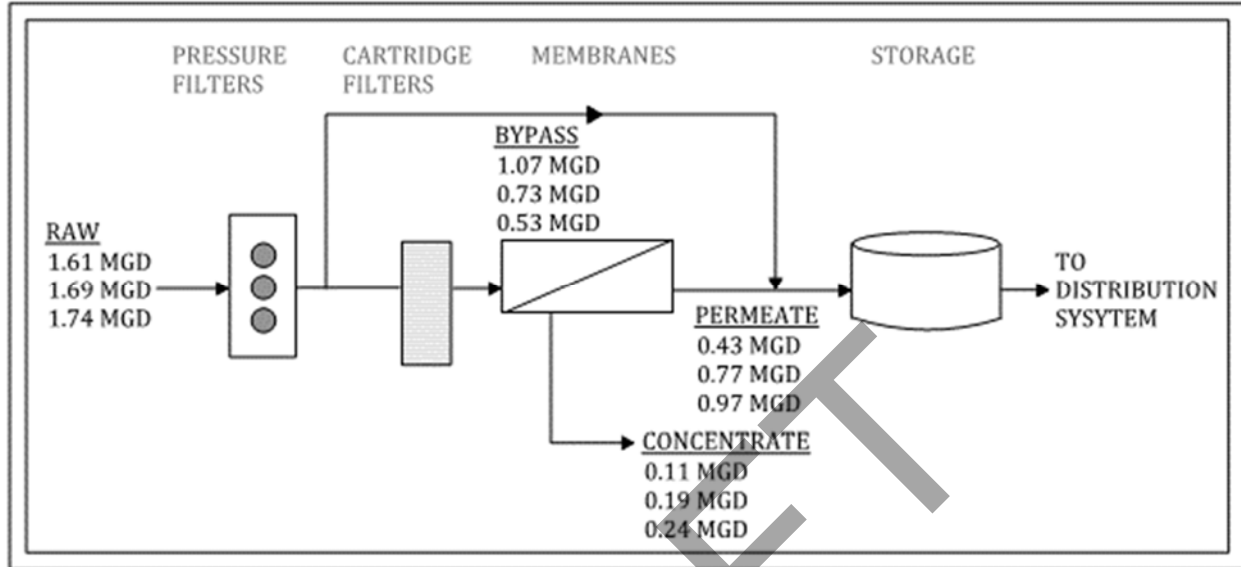 PRESSURE
FILTERS
CARTRIDGE
FILTERS
MEMBRANES
STORAGE
BYPASS
1.07 MGD
0.73 MGD
0.53 MGD
RAW
1.61 MGD
1.69 MGD
1.74 MGD
TO
DISTRIBUTION
SYSYTEM
PERMEATE
0.43 MGD
0.77 MGD
0.97 MGD
CONCENTRATE
0.11 MGD
0.19 MGD
0.24 MGD
ET